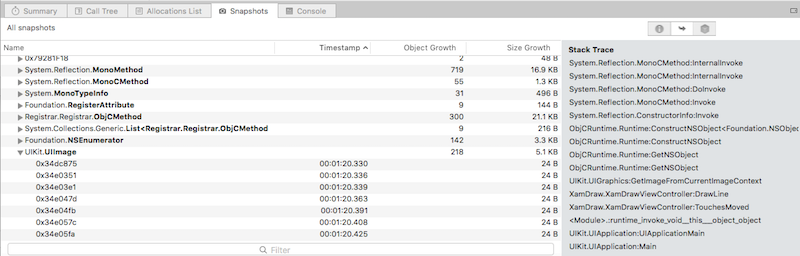 Summary Call Tree Allocations List Snapshots Console
All snapshots
Name Timestamp Object Growth Size Growth
0x79281F18 2 48 B
System.Reflection.MonoMethod 719 16.9 KB
System.Reflection.MonoCMethod 55 1.3 KB
System.MonoTypeInfo 31 496 B
Foundation.RegisterAttribute 9 144 B
Registrar.Registrar.ObjCMethod 300 21.1 KB
System.Collections.Generic.List<Registrar.Registrar.ObjCMethod 9 216 B
Foundation.NSEnumerator 142 3.3 KB
UIKit.UIImage 218 5.1 KB
0x34dc875 00:01:20.330 24 B
0x34e0351 00:01:20.336 24 B
0x34e03e1 00:01:20.339 24 B
0x34e047d 00:01:20.363 24 B
0x34e04fb 00:01:20.391 24 B
0x34e057c 00:01:20.408 24 B
0x34e05fa 00:01:20.425 24 B
Filter
Stack Trace
System.Reflection.MonoCMethod:InternalInvoke
System.Reflection.MonoCMethod:InternalInvoke
System.Reflection.MonoCMethod:DoInvoke
System.Reflection.MonoCMethod:Invoke
System.Reflection.ConstructorInfo:Invoke
ObjCRuntime.Runtime:ConstructNSObject<Foundation.NSObje
ObjCRuntime.Runtime:ConstructNSObject
ObjCRuntime.Runtime:GetNSObject
ObjCRuntime.Runtime:GetNSObject
UIKit.UIGraphics:GetImageFromCurrentImageContext
XamDraw.XamDrawViewController:DrawLine
XamDraw.XamDrawViewController:TouchesMoved
<Module>.:runtime_invoke_void__this___object_object
UIKit.UIApplication:UIApplicationMain
UIKit.UIApplication:Main